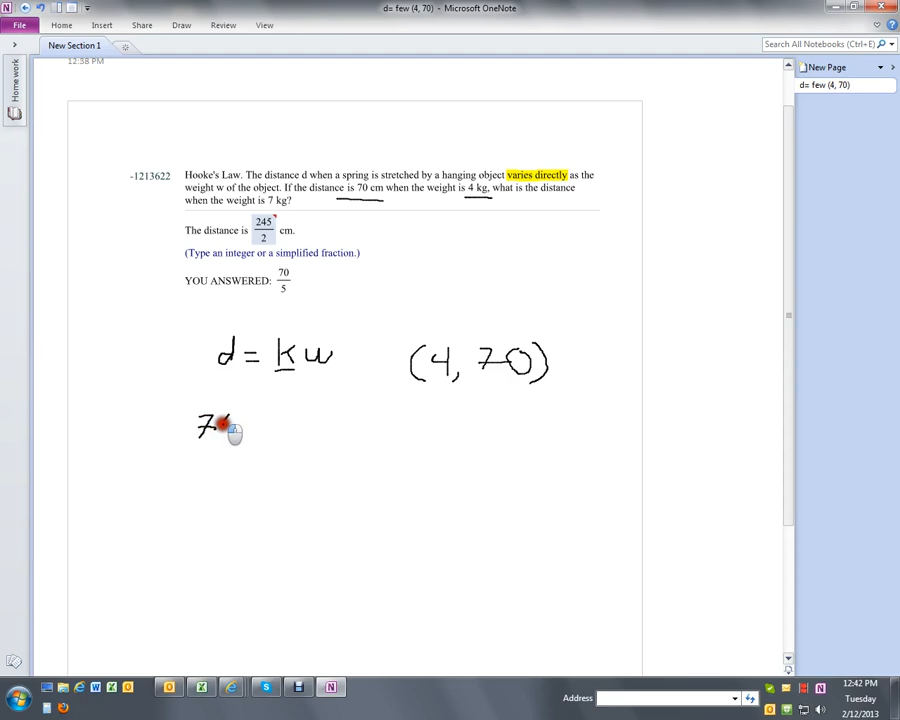 d= few (4, 70) - Microsoft OneNote
File Home Insert Share Draw Review View
New Section 1
Search All Notebooks (Ctrl+E)
New Page
d= few (4, 70)
Homework
12:38 PM
-1213622
Hooke's Law. The distance d when a spring is stretched by a hanging object varies directly as the
weight w of the object. If the distance is 70 cm when the weight is 4 kg, what is the distance
when the weight is 7 kg?
The distance is 245/2 cm.
(Type an integer or a simplified fraction.)
YOU ANSWERED: 70/5
d = kw (4, 70)
7
Address
12:42 PM
Tuesday
2/12/2013